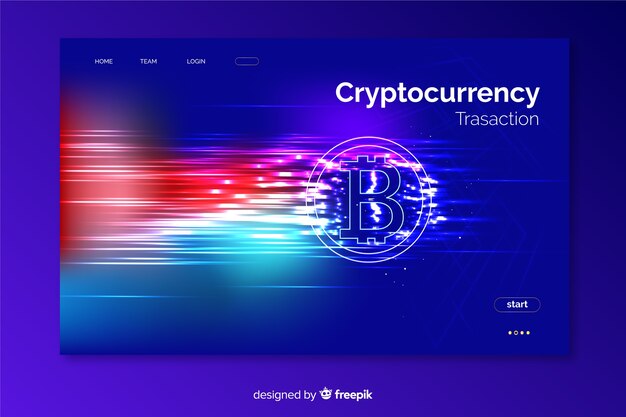 HOME TEAM LOGIN
Cryptocurrency
Trasaction
start
designed by freepik